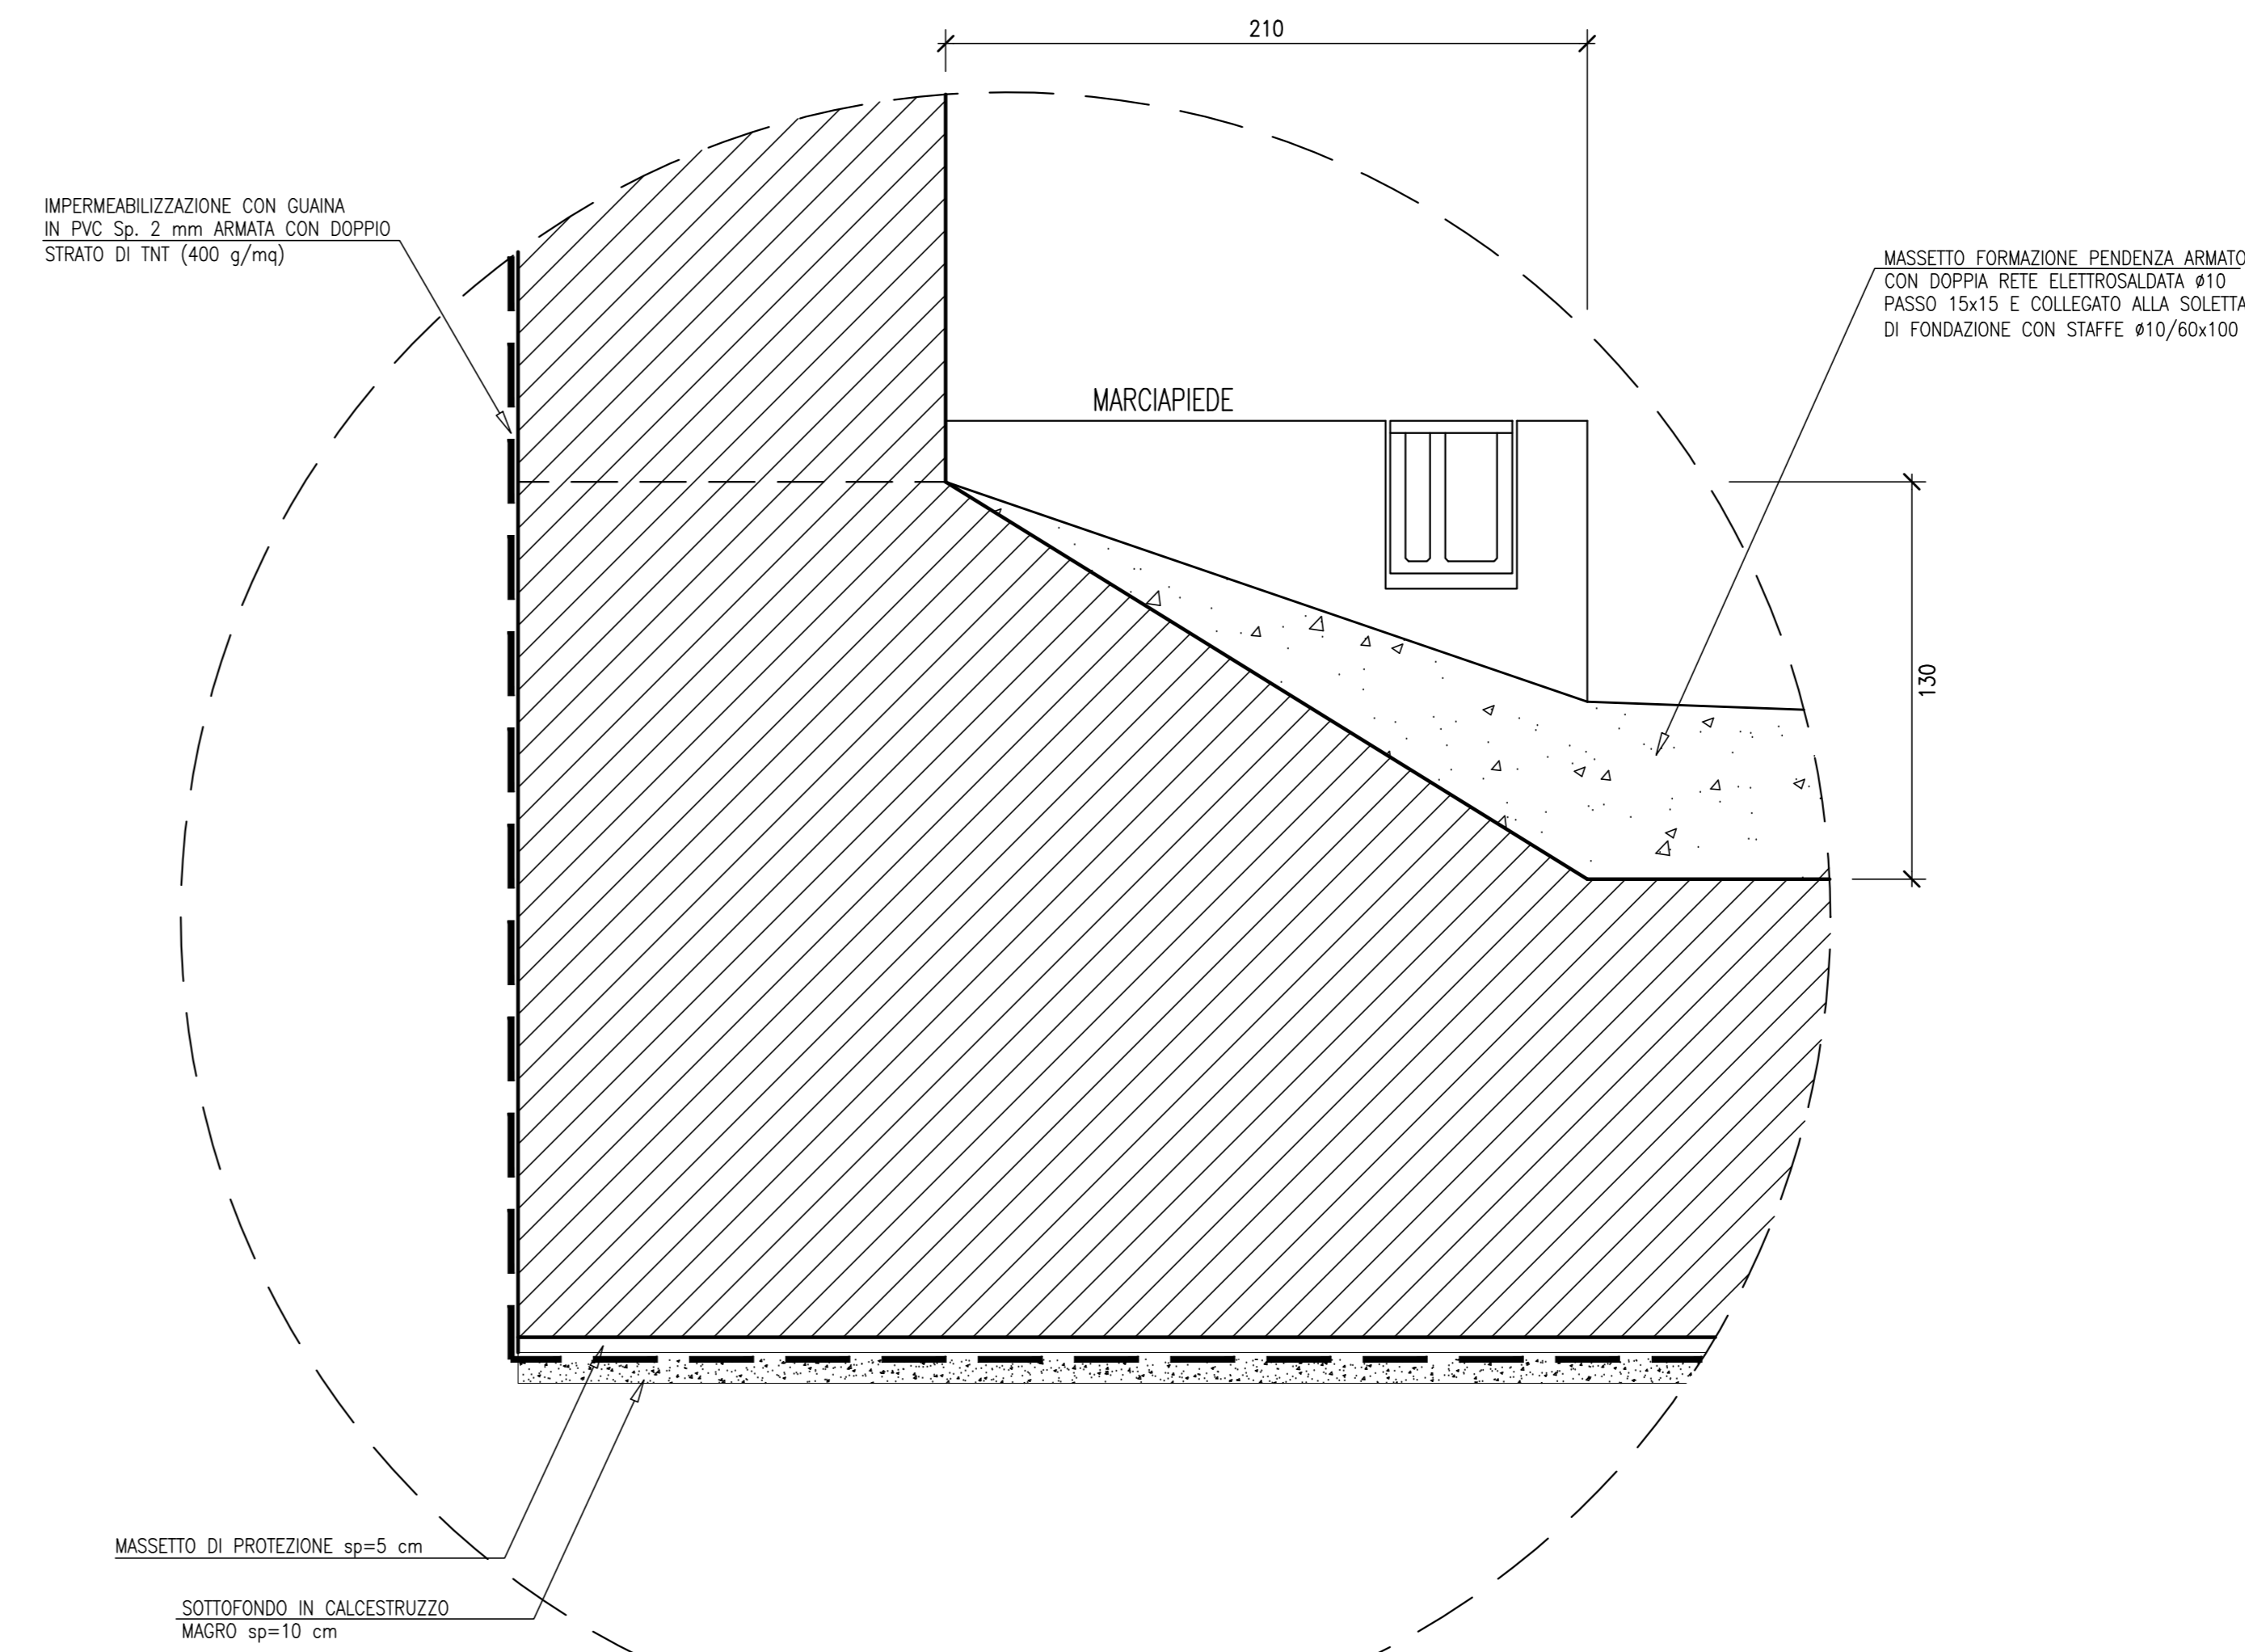 210
IMPERMEABILIZZAZIONE CON GUAINA
IN PVC Sp. 2 mm ARMATA CON DOPPIO
STRATO DI TNT (400 g/mq)
MASSETTO FORMAZIONE PENDENZA ARMATO
CON DOPPIA RETE ELETTROSALDATA ø10
PASSO 15x15 E COLLEGATO ALLA SOLETTA
DI FONDAZIONE CON STAFFE ø10/60x100
MARCIAPIEDE
130
MASSETTO DI PROTEZIONE sp=5 cm
SOTTOFONDO IN CALCESTRUZZO
MAGRO sp=10 cm